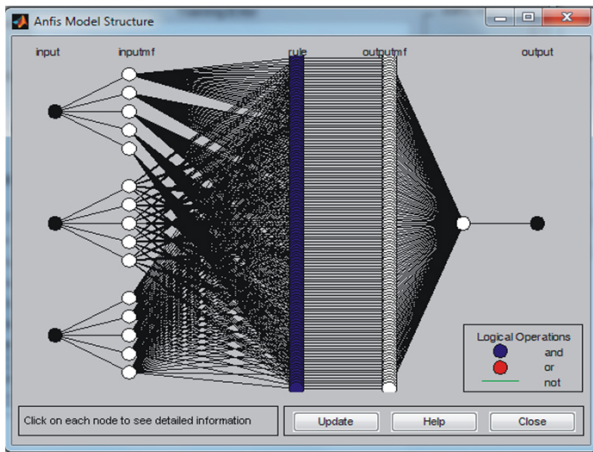 Anfis Model Structure
input
inputmf
rule
outputmf
output
Logical Operations
and
or
not
Click on each node to see detailed information
Update
Help
Close